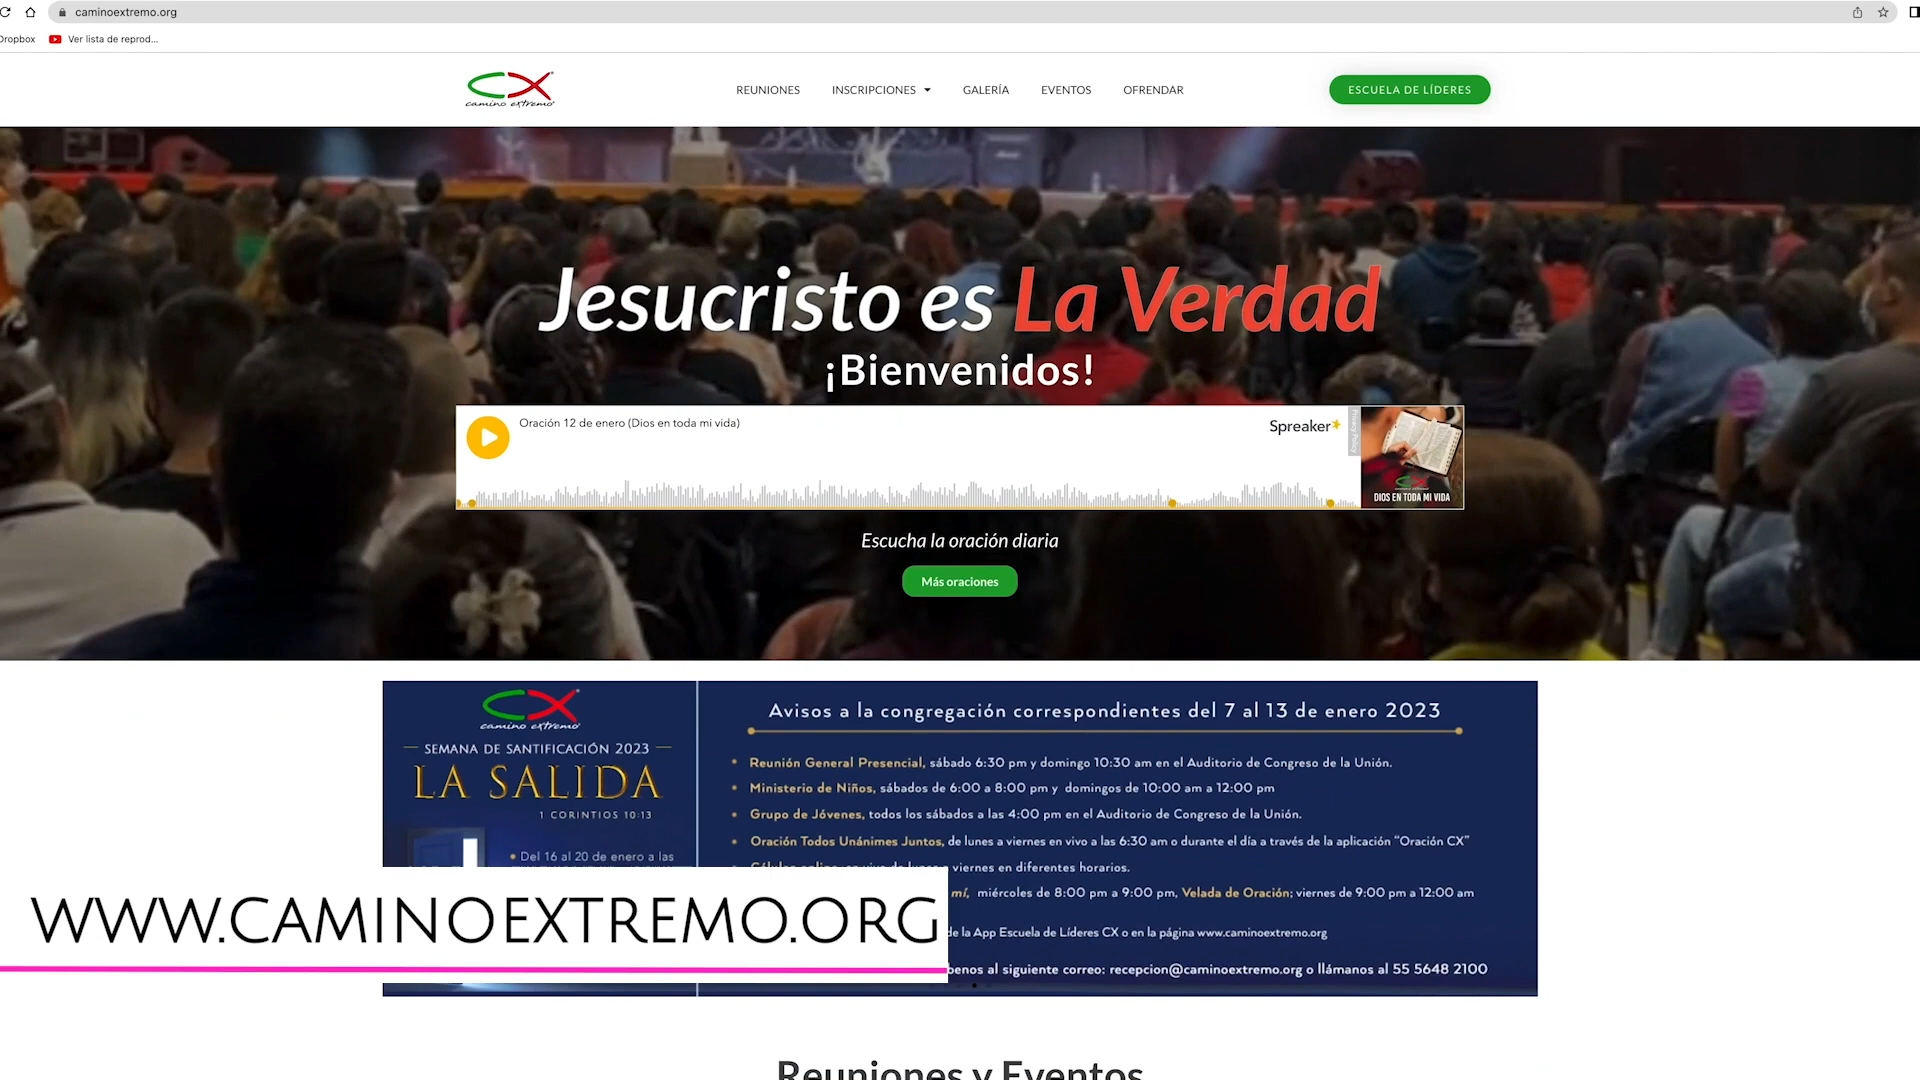 caminoextremo.org
Dropbox Ver lista de reprod...
CX
camino extremo
REUNIONES INSCRIPCIONES GALERÍA EVENTOS OFRENDAR ESCUELA DE LÍDERES
Jesucristo es La Verdad
¡Bienvenidos!
Oración 12 de enero (Dios en toda mi vida)
Spreaker
Privacy Policy
DIOS EN TODA MI VIDA
Escucha la oración diaria
Más oraciones
CX
camino extremo
SEMANA DE SANTIFICACIÓN 2023
LA SALIDA
1 CORINTIOS 10:13
• Del 16 al 20 de enero a las
Avisos a la congregación correspondientes del 7 al 13 de enero 2023
• Reunión General Presencial, sábado 6:30 pm y domingo 10:30 am en el Auditorio de Congreso de la Unión.
• Ministerio de Niños, sábados de 6:00 a 8:00 pm y domingos de 10:00 am a 12:00 pm
• Grupo de Jóvenes, todos los sábados a las 4:00 pm en el Auditorio de Congreso de la Unión.
• Oración Todos Unánimes Juntos, de lunes a viernes en vivo a las 6:30 am o durante el día a través de la aplicación "Oración CX"
viernes en diferentes horarios.
mí, miércoles de 8:00 pm a 9:00 pm, Velada de Oración; viernes de 9:00 pm a 12:00 am
de la App Escuela de Líderes CX o en la página www.caminoextremo.org
benos al siguiente correo: recepcion@caminoextremo.org o llámanos al 55 5648 2100
WWW.CAMINOEXTREMO.ORG
Reuniones y Eventos